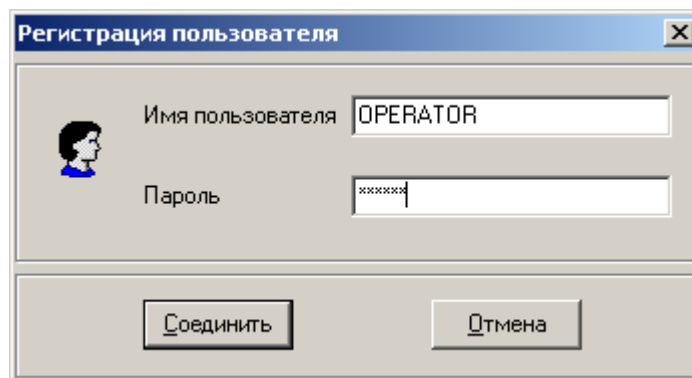 Регистрация пользователя
Имя пользователя OPERATOR
Пароль ******
Соединить Отмена